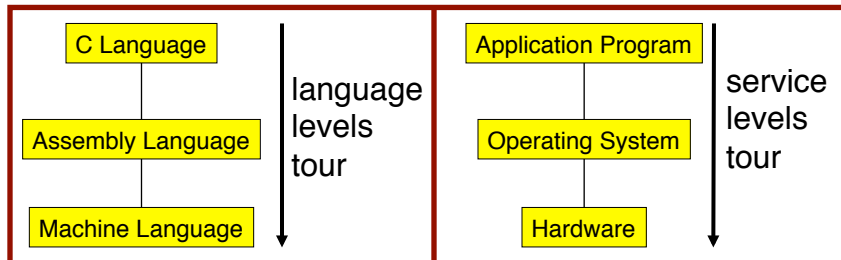 C Language
Assembly Language
Machine Language
language
levels
tour
Application Program
Operating System
Hardware
service
levels
tour